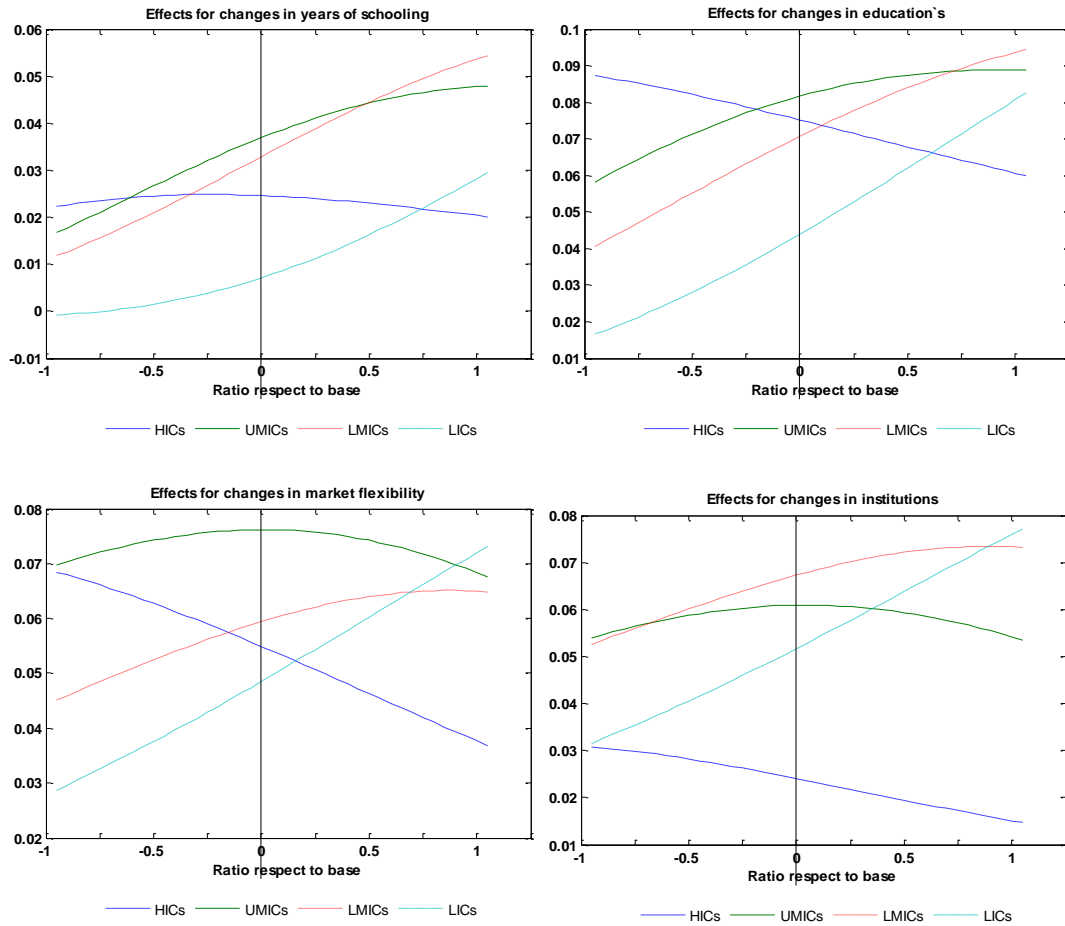 Effects for changes in years of schooling
0.06
0.05
0.04
0.03
0.02
0.01
0
-0.01
-1 -0.5 0 0.5 1
Ratio respect to base
HICs UMICs LMICs LICs
Effects for changes in education`s
0.1
0.09
0.08
0.07
0.06
0.05
0.04
0.03
0.02
0.01
-1 -0.5 0 0.5 1
Ratio respect to base
HICs UMICs LMICs LICs
Effects for changes in market flexibility
0.08
0.07
0.06
0.05
0.04
0.03
0.02
-1 -0.5 0 0.5 1
Ratio respect to base
HICs UMICs LMICs LICs
Effects for changes in institutions
0.08
0.07
0.06
0.05
0.04
0.03
0.02
0.01
-1 -0.5 0 0.5 1
Ratio respect to base
HICs UMICs LMICs LICs